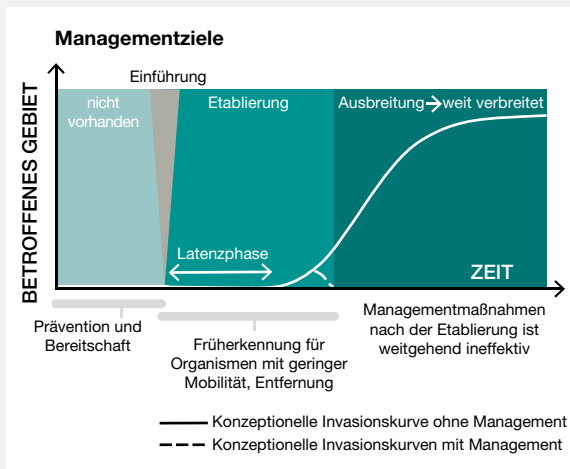 Managementziele
Einführung
nicht
vorhanden
Etablierung
Ausbreitung → weit verbreitet
BETROFFENES GEBIET
Latenzphase
ZEIT
Prävention und
Bereitschaft
Früherkennung für
Organismen mit geringer
Mobilität, Entfernung
Managementmaßnahmen
nach der Etablierung ist
weitgehend ineffektiv
Konzeptionelle Invasionskurve ohne Management
Konzeptionelle Invasionskurven mit Management